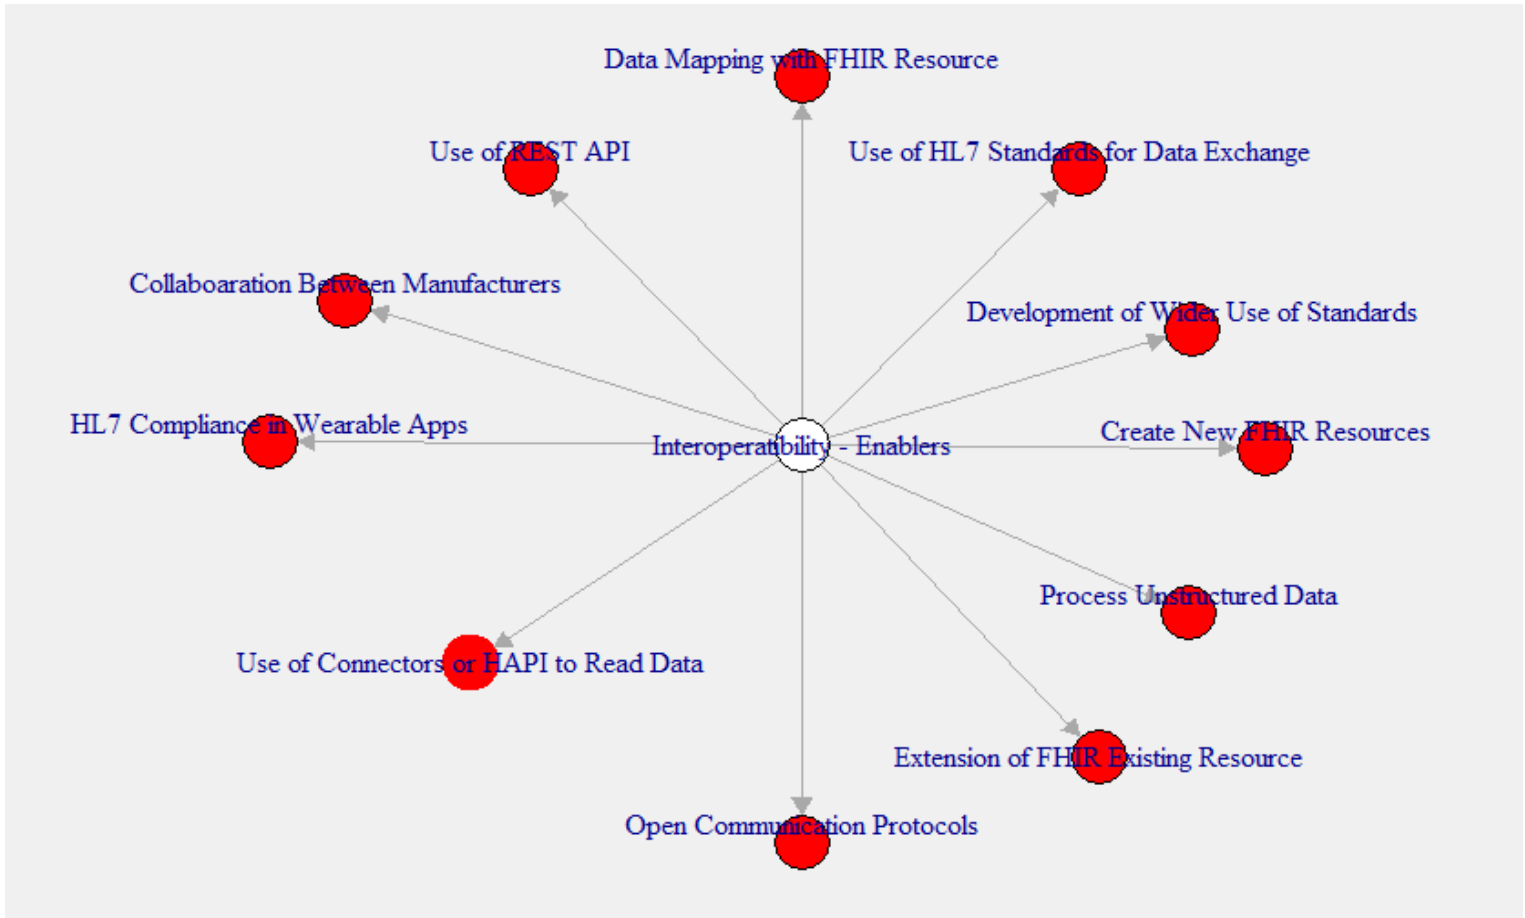 Data Mapping with FHIR Resource
Use of REST API
Use of HL7 Standards for Data Exchange
Collaboaration Between Manufacturers
Development of Wider Use of Standards
HL7 Compliance in Wearable Apps
Create New FHIR Resources
Interoperatibility - Enablers
Process Unstructured Data
Use of Connectors or HAPI to Read Data
Extension of FHIR Existing Resource
Open Communication Protocols